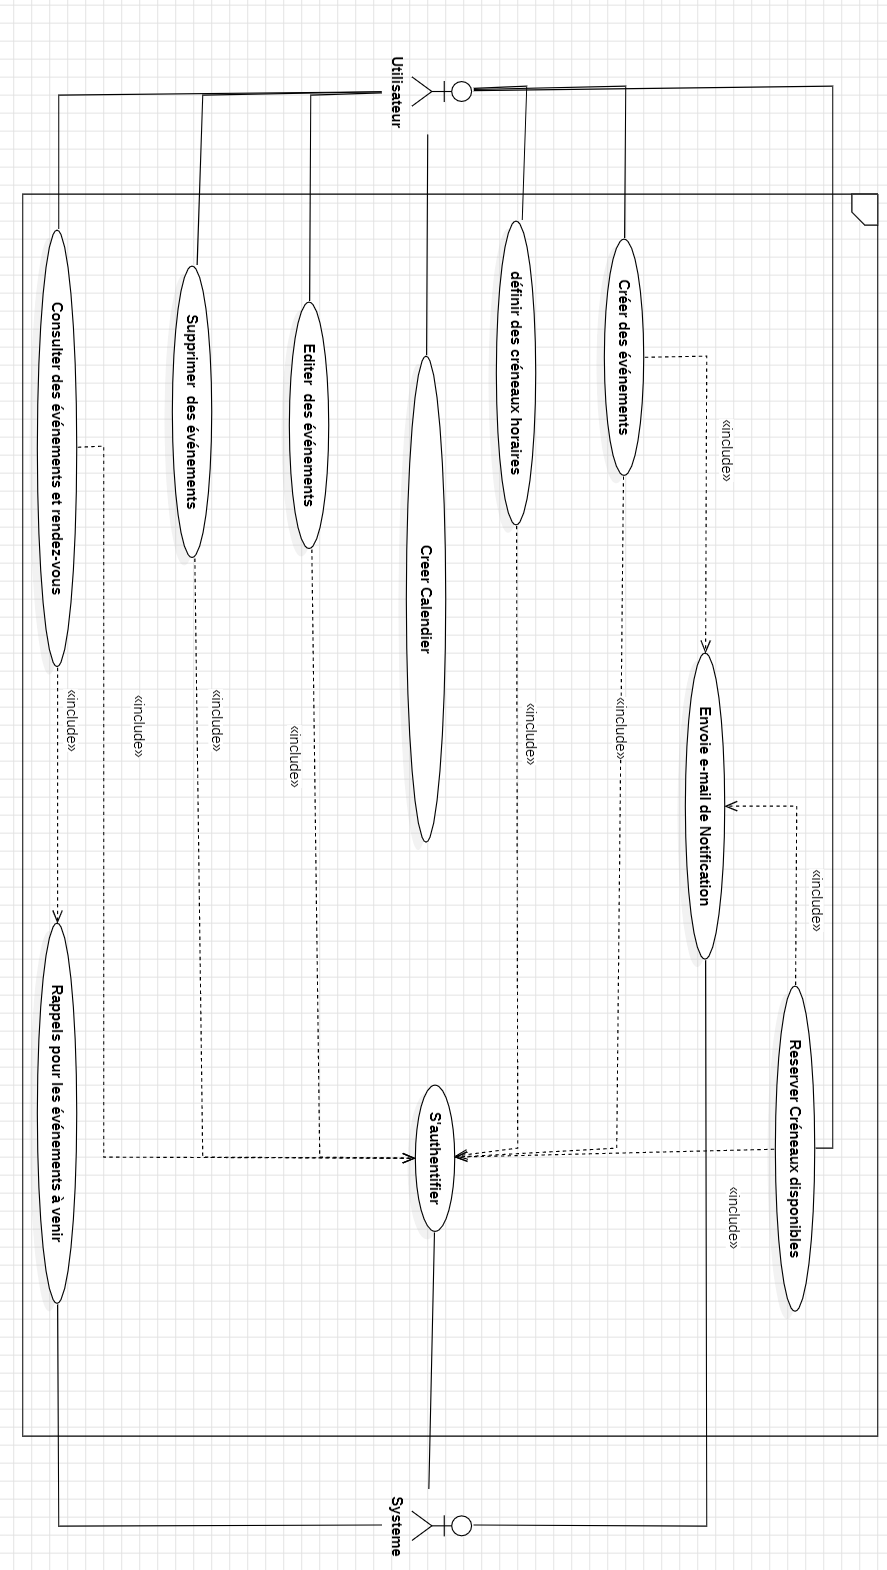 «include»
Reserver Créneaux disponibles
«include»
«include»
Envoie e-mail de Notification
Créer des événements
«include»
«include»
définir des créneaux horaires
S'authentifier
Creer Calendier
Utilisateur
Systeme
Editer  des événements
«include»
«include»
Supprimer  des événements
«include»
«include»
Consulter des événements et rendez-vous
Rappels pour les événements à venir